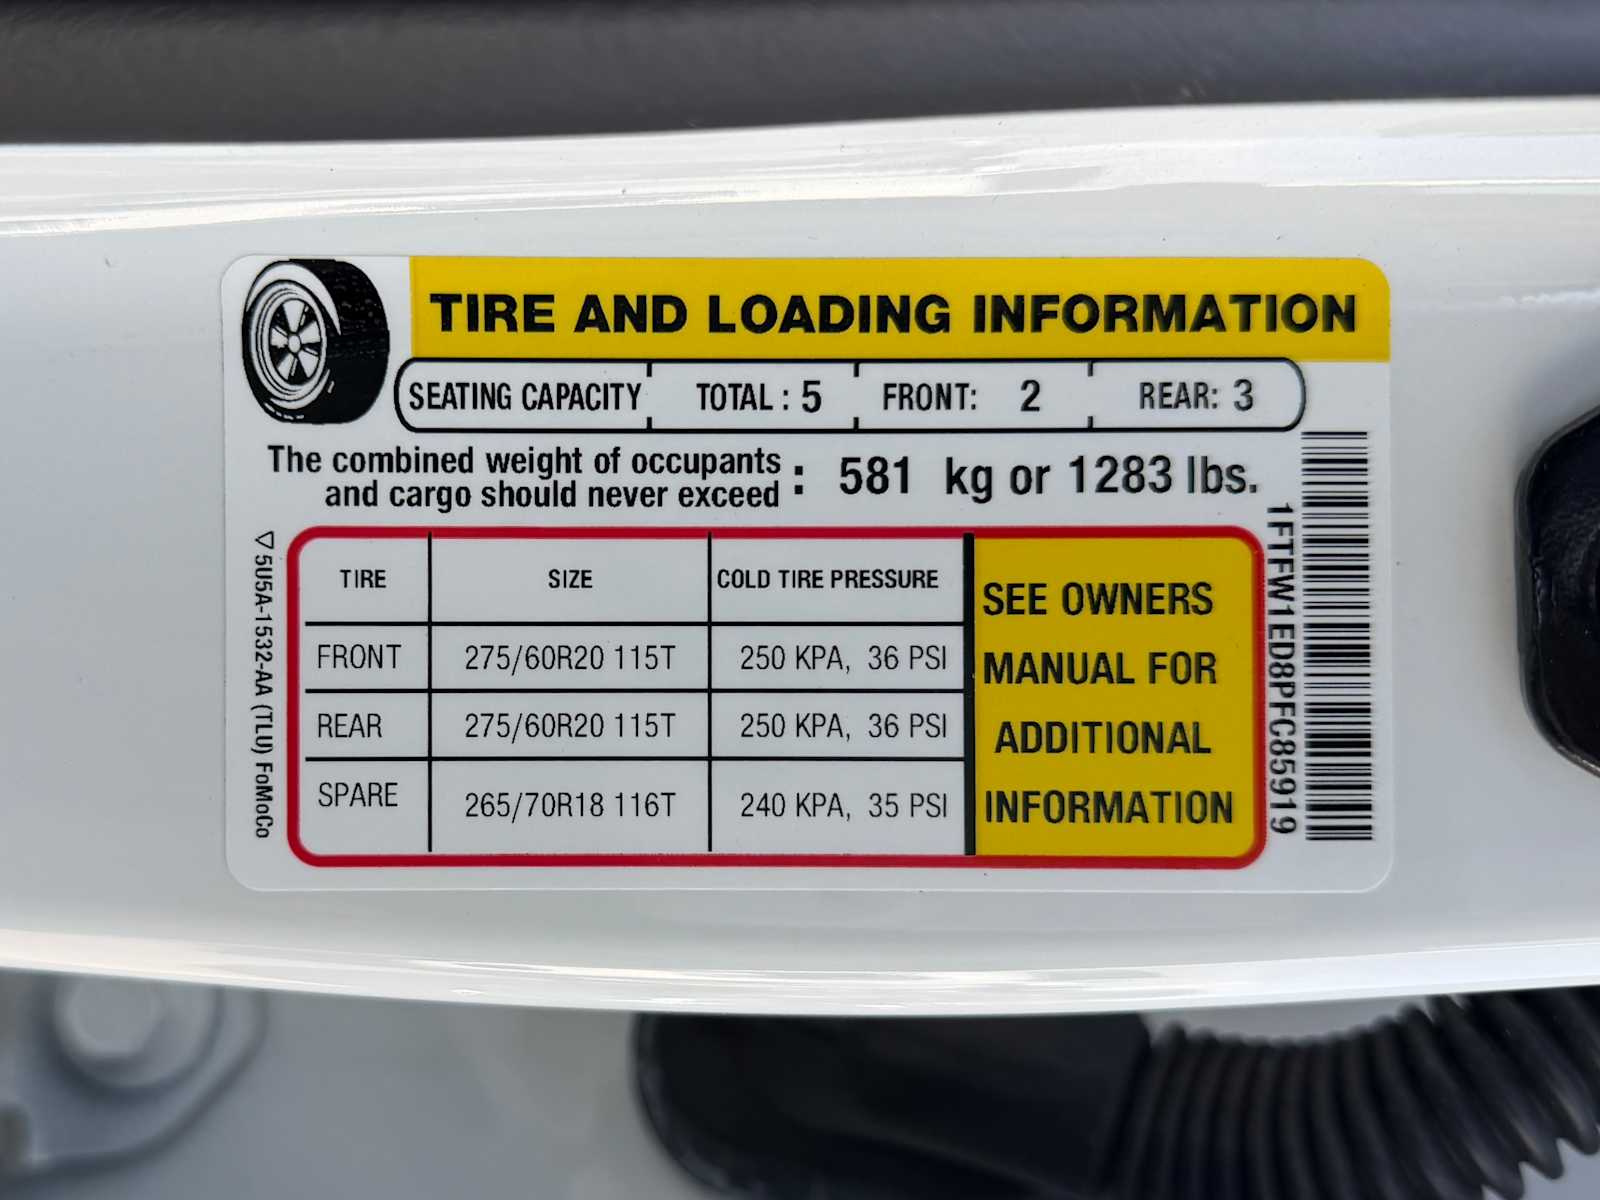 TIRE AND LOADING INFORMATION
SEATING CAPACITY TOTAL : 5 FRONT: 2 REAR: 3
The combined weight of occupants
and cargo should never exceed : 581 kg or 1283 lbs.
TIRE SIZE COLD TIRE PRESSURE
FRONT 275/60R20 115T 250 KPA, 36 PSI
REAR 275/60R20 115T 250 KPA, 36 PSI
SPARE 265/70R18 116T 240 KPA, 35 PSI
SEE OWNERS
MANUAL FOR
ADDITIONAL
INFORMATION
5U5A-1532-AA (TLU) FoMoCo
1FTFW1ED8PFC85919